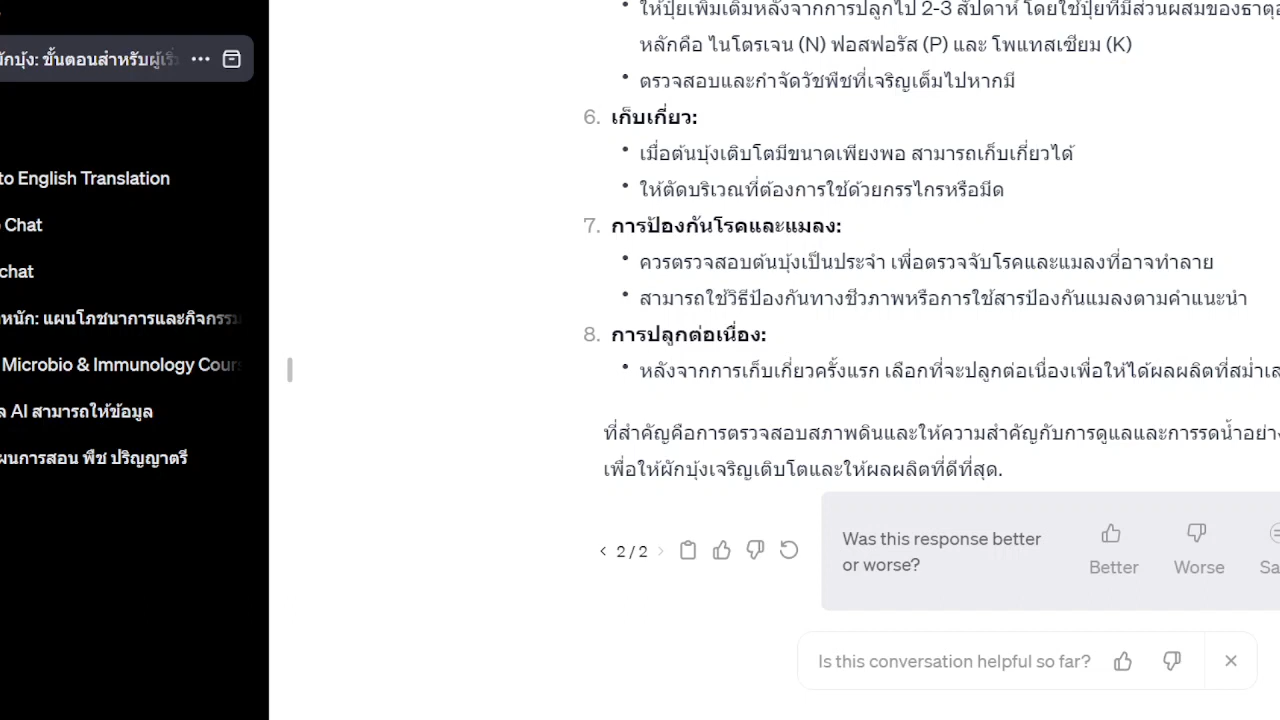 ผักบุ้ง: ขั้นตอนสำหรับผู้เริ่
to English Translation
Chat
chat
หนัก: แผนโภชนาการและกิจกรรม
Microbio & Immunology Cour
AI สามารถให้ข้อมูล
แผนการสอน พืช ปริญญาตรี
• ให้ปุ๋ยเพิ่มเติมหลังจากการปลูกไป 2-3 สัปดาห์ โดยใช้ปุ๋ยที่มีส่วนผสมของธาตุอ
หลักคือ ไนโตรเจน (N) ฟอสฟอรัส (P) และ โพแทสเซียม (K)
• ตรวจสอบและกำจัดวัชพืชที่เจริญเต็มไปหากมี
6. เก็บเกี่ยว:
• เมื่อต้นบุ้งเติบโตมีขนาดเพียงพอ สามารถเก็บเกี่ยวได้
• ให้ตัดบริเวณที่ต้องการใช้ด้วยกรรไกรหรือมีด
7. การป้องกันโรคและแมลง:
• ควรตรวจสอบต้นบุ้งเป็นประจำ เพื่อตรวจจับโรคและแมลงที่อาจทำลาย
• สามารถใช้วิธีป้องกันทางชีวภาพหรือการใช้สารป้องกันแมลงตามคำแนะนำ
8. การปลูกต่อเนื่อง:
• หลังจากการเก็บเกี่ยวครั้งแรก เลือกที่จะปลูกต่อเนื่องเพื่อให้ได้ผลผลิตที่สม่ำเส
ที่สำคัญคือการตรวจสอบสภาพดินและให้ความสำคัญกับการดูแลและการรดน้ำอย่าง
เพื่อให้ผักบุ้งเจริญเติบโตและให้ผลผลิตที่ดีที่สุด.
2 / 2
Was this response better
or worse?
Better
Worse
Sa
Is this conversation helpful so far?